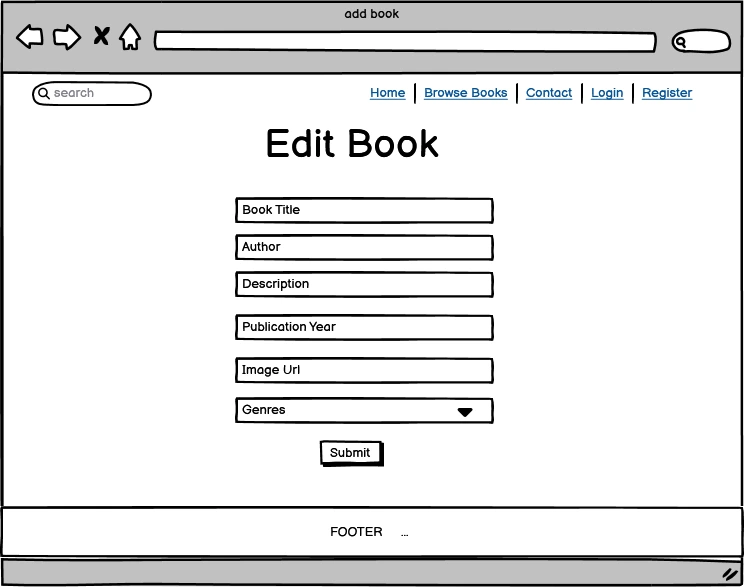 add book
search
Home Browse Books Contact Login Register
Edit Book
Book Title
Author
Description
Publication Year
Image Url
Genres
Submit
FOOTER ...